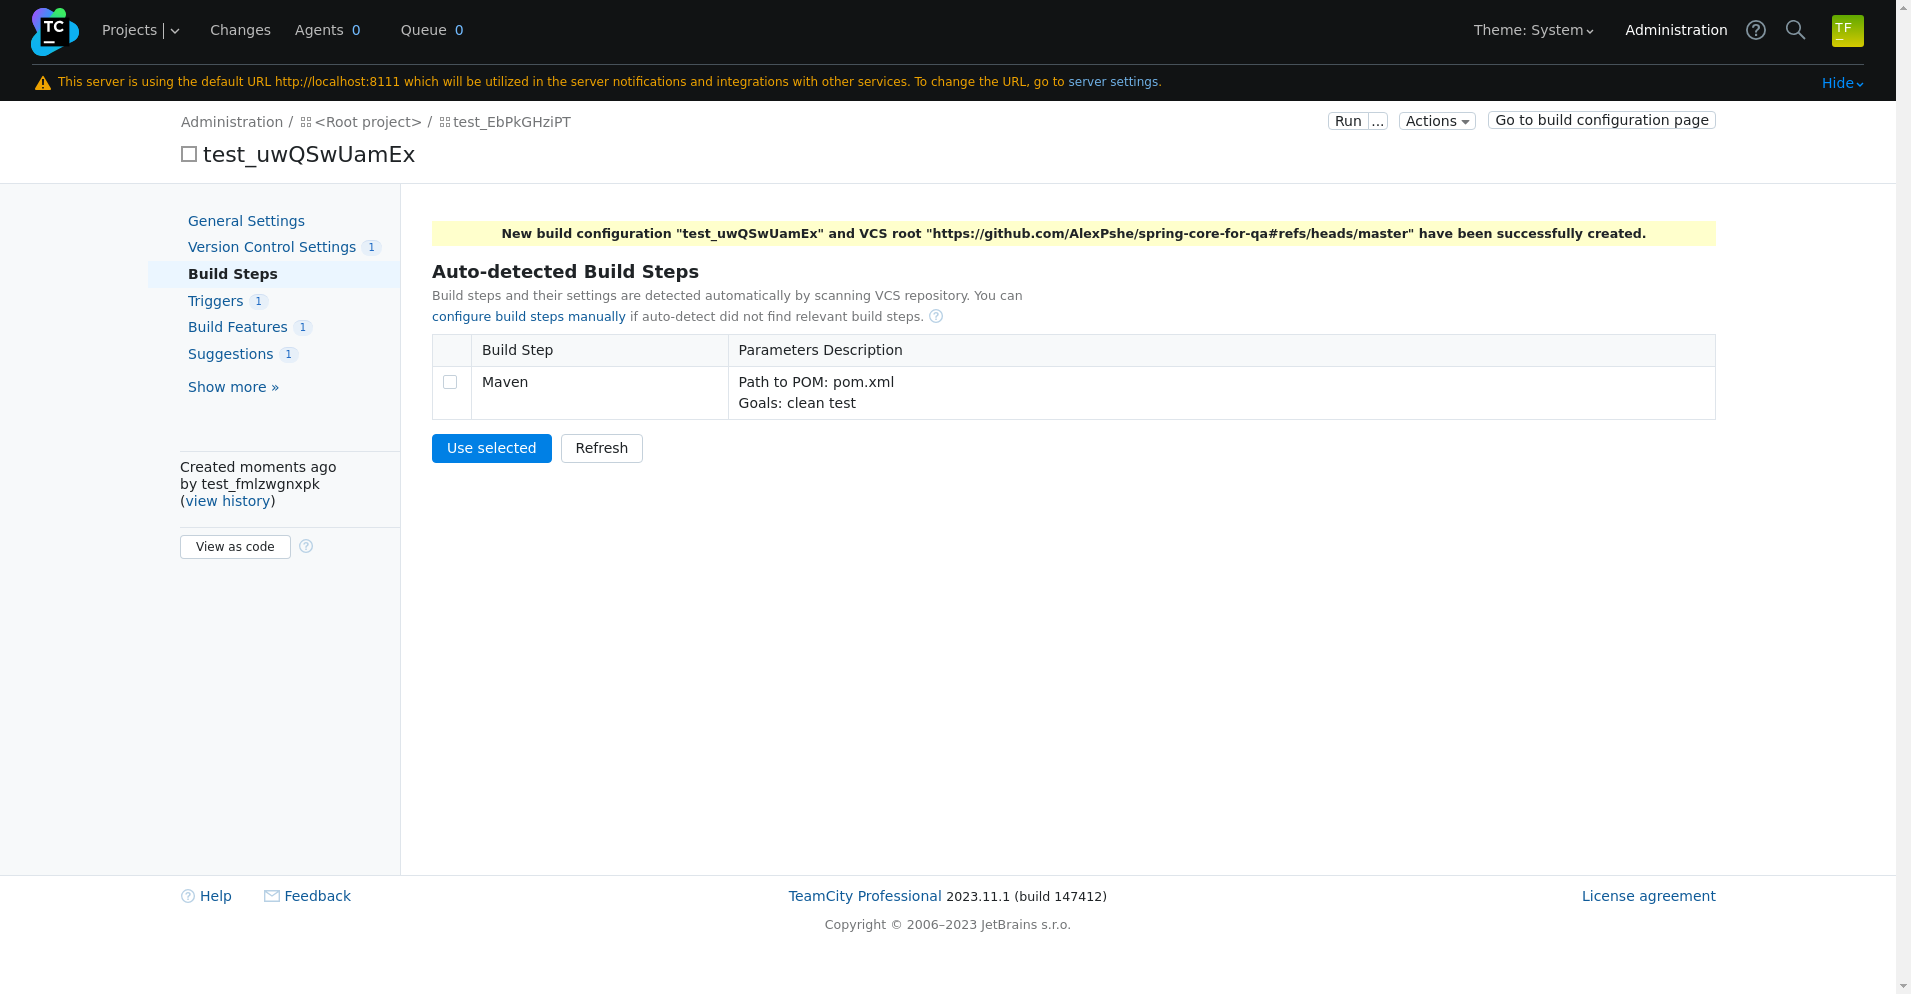 TC
Projects
Changes
Agents 0
Queue 0
Theme: System
Administration
TF
This server is using the default URL http://localhost:8111 which will be utilized in the server notifications and integrations with other services. To change the URL, go to server settings.
Hide
Administration / <Root project> / test_EbPkGHziPT
Run ...
Actions
Go to build configuration page
test_uwQSwUamEx
General Settings
Version Control Settings 1
Build Steps
Triggers 1
Build Features 1
Suggestions 1
Show more »
Created moments ago
by test_fmlzwgnxpk
(view history)
View as code ?
New build configuration "test_uwQSwUamEx" and VCS root "https://github.com/AlexPshe/spring-core-for-qa#refs/heads/master" have been successfully created.
Auto-detected Build Steps
Build steps and their settings are detected automatically by scanning VCS repository. You can
configure build steps manually if auto-detect did not find relevant build steps. ?
Build Step
Parameters Description
Maven
Path to POM: pom.xml
Goals: clean test
Use selected
Refresh
? Help
Feedback
TeamCity Professional 2023.11.1 (build 147412)
License agreement
Copyright © 2006–2023 JetBrains s.r.o.